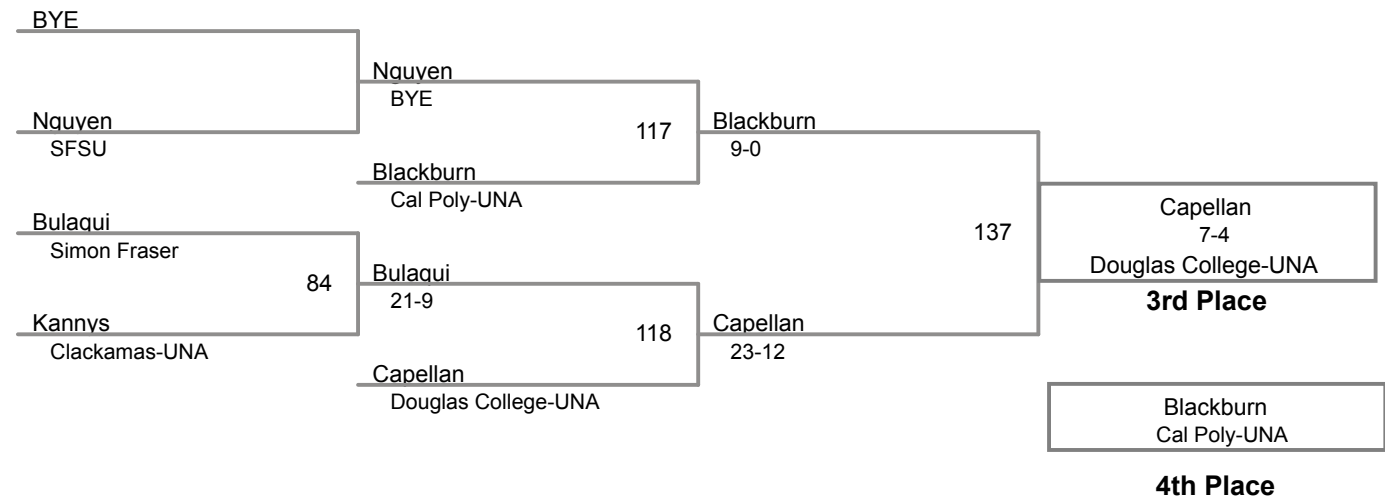 BYE
Nguyen
SFSU
Bulaqui
Simon Fraser
84
Kannys
Clackamas-UNA
Nguyen
BYE
117
Blackburn
Cal Poly-UNA
Bulaqui
21-9
118
Capellan
Douglas College-UNA
Blackburn
9-0
137
Capellan
23-12
Capellan
7-4
Douglas College-UNA
3rd Place
Blackburn
Cal Poly-UNA
4th Place